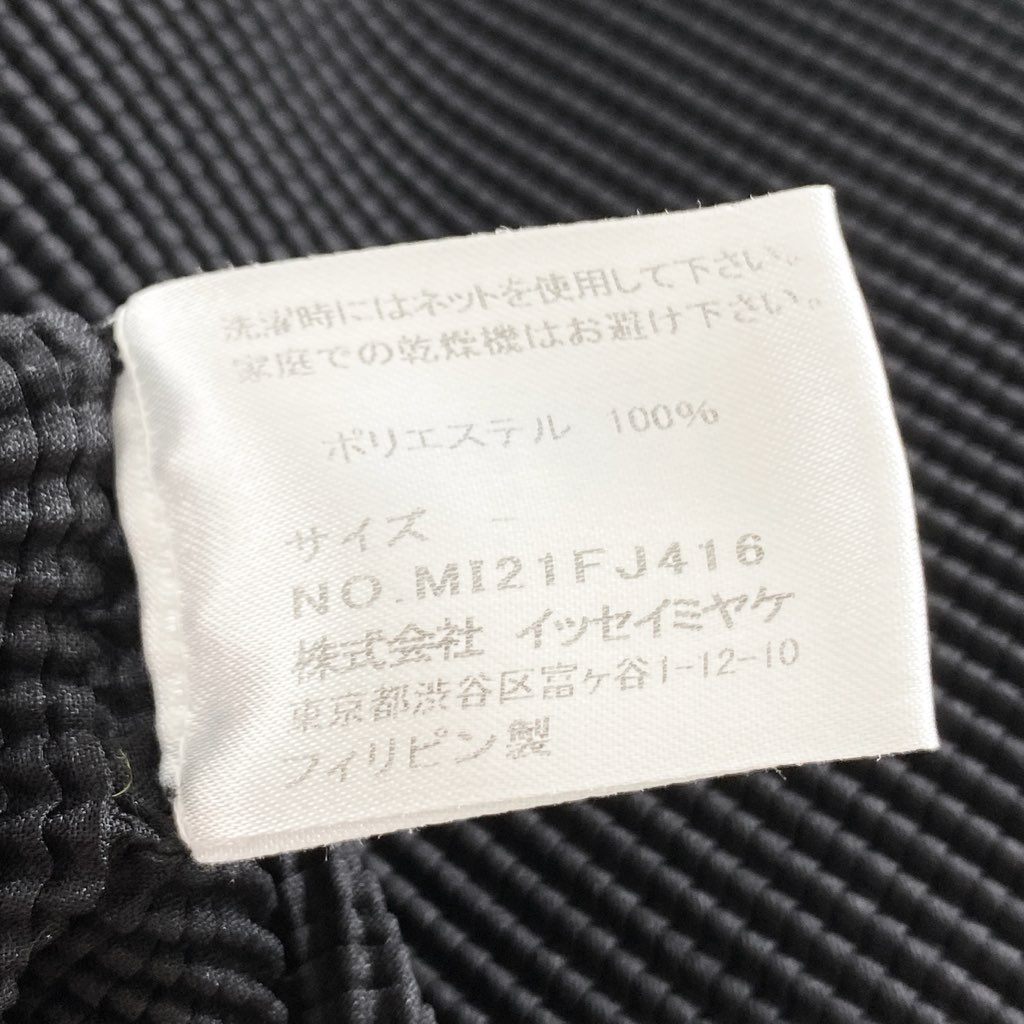 洗濯時にはネットを使用して下さい。
家庭での乾燥機はお避け下さい。
ポリエステル 100%
サイズ －
NO.MI21FJ416
株式会社 イッセイミヤケ
東京都渋谷区富ヶ谷1-12-10
フィリピン製